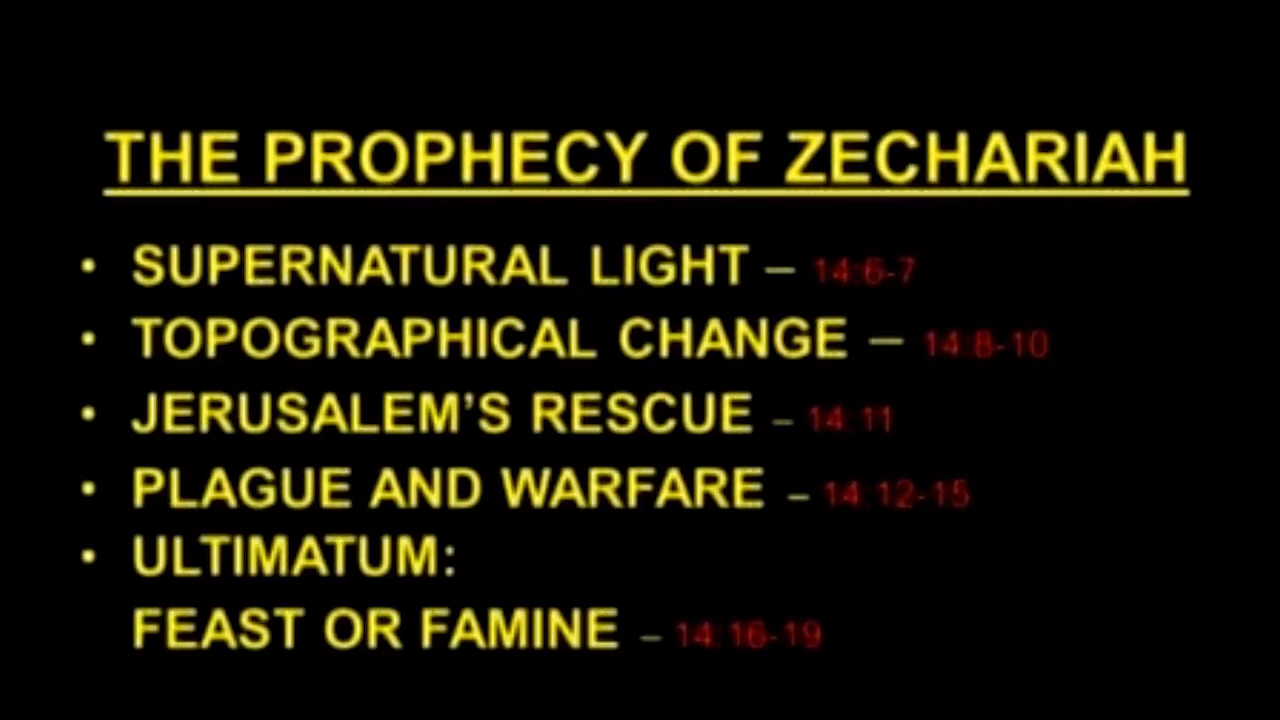 THE PROPHECY OF ZECHARIAH
• SUPERNATURAL LIGHT – 14:6-7
• TOPOGRAPHICAL CHANGE – 14:8-10
• JERUSALEM’S RESCUE – 14:11
• PLAGUE AND WARFARE – 14:12-15
• ULTIMATUM:
FEAST OR FAMINE – 14:16-19